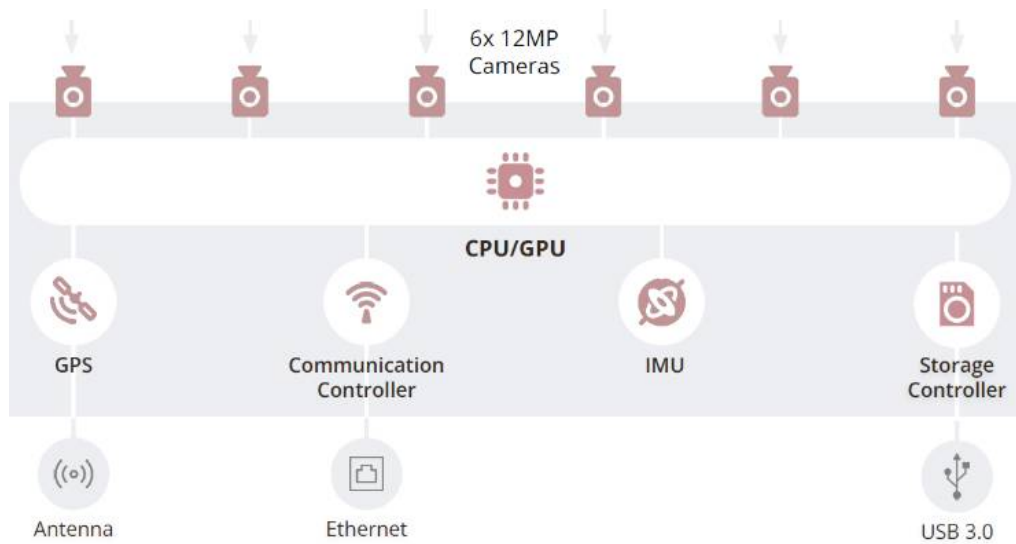 6x 12MP
Cameras
CPU/GPU
GPS
Communication
Controller
IMU
Storage
Controller
Antenna
Ethernet
USB 3.0